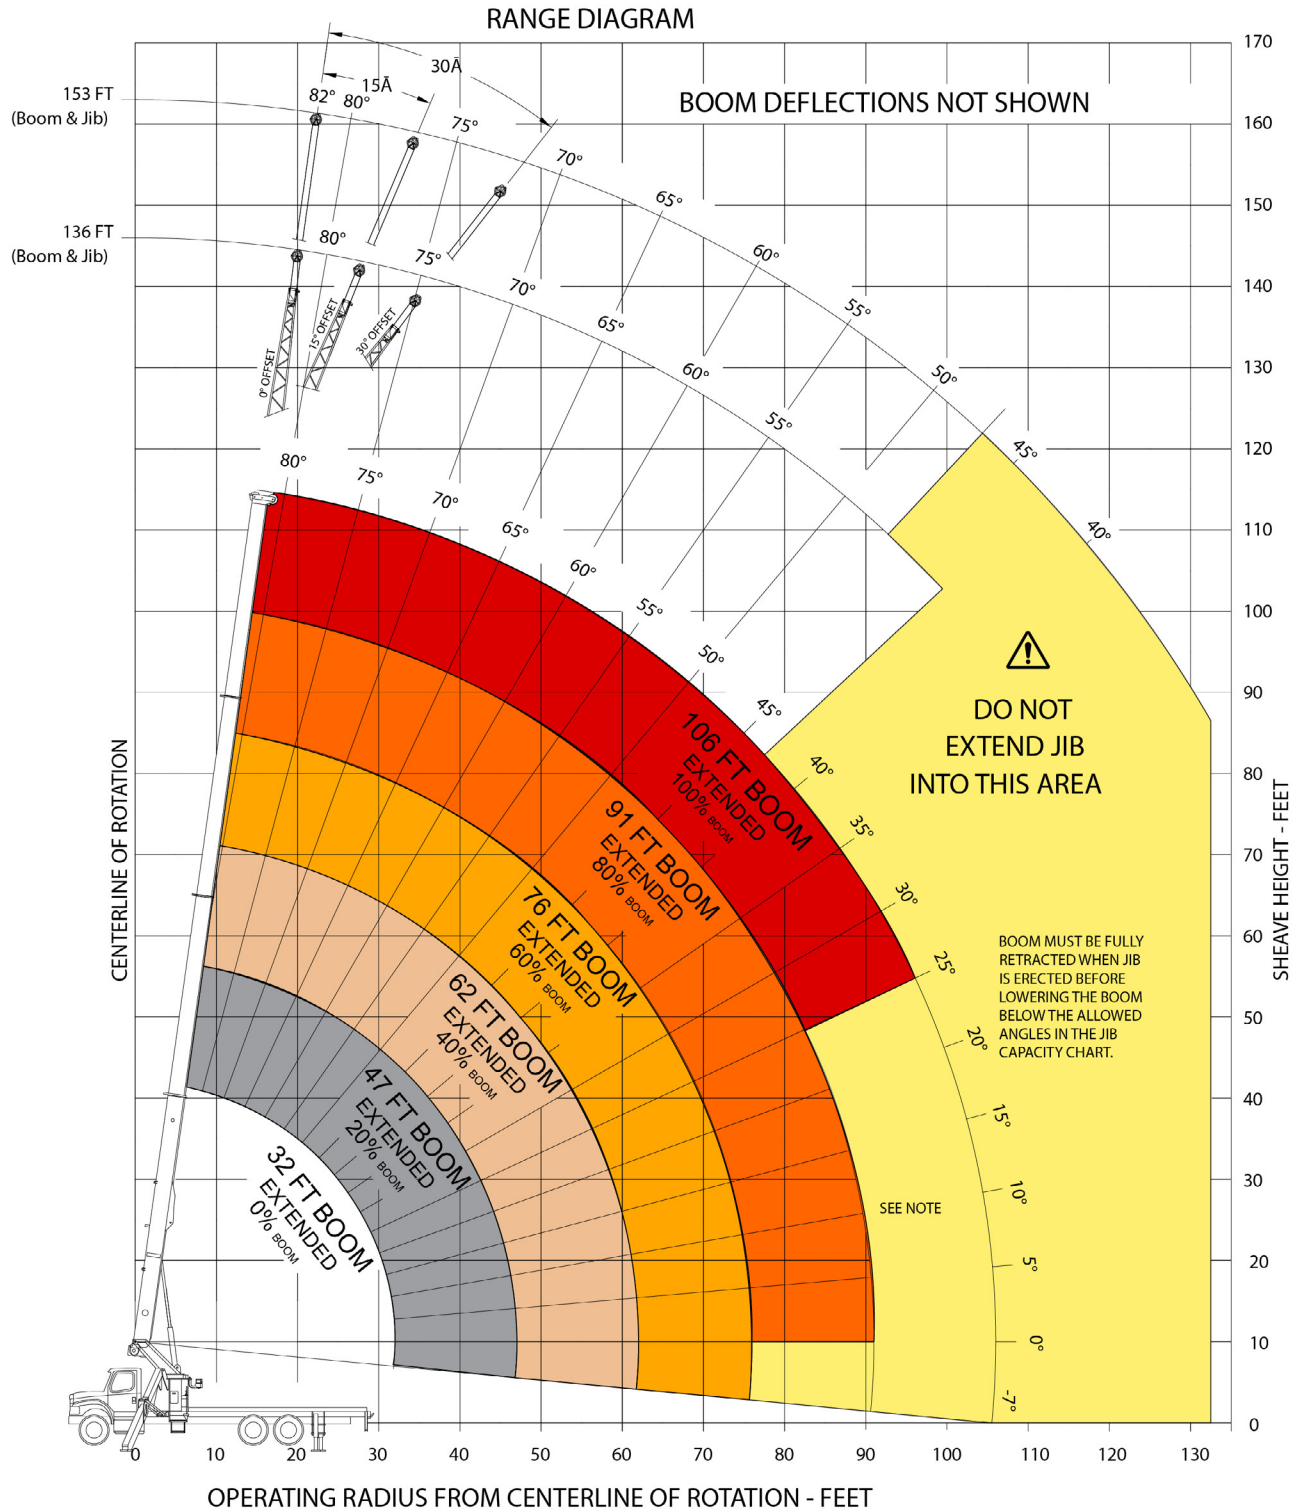 RANGE DIAGRAM
BOOM DEFLECTIONS NOT SHOWN
153 FT
(Boom & Jib)
136 FT
(Boom & Jib)
30Ā
15Ā
82° 80° 75° 70° 65° 60° 55° 50° 45° 40°
80° 75° 70° 65° 60° 55°
0° OFFSET
15° OFFSET
30° OFFSET
80° 75° 70° 65° 60° 55° 50° 45° 40° 35° 30° 25° 20° 15° 10° 5° 0° -7°
106 FT BOOM
EXTENDED
100% BOOM
91 FT BOOM
EXTENDED
80% BOOM
76 FT BOOM
EXTENDED
60% BOOM
62 FT BOOM
EXTENDED
40% BOOM
47 FT BOOM
EXTENDED
20% BOOM
32 FT BOOM
EXTENDED
0% BOOM
DO NOT
EXTEND JIB
INTO THIS AREA
BOOM MUST BE FULLY
RETRACTED WHEN JIB
IS ERECTED BEFORE
LOWERING THE BOOM
BELOW THE ALLOWED
ANGLES IN THE JIB
CAPACITY CHART.
SEE NOTE
CENTERLINE OF ROTATION
170
160
150
140
130
120
110
100
90
80
70
60
50
40
30
20
10
0
SHEAVE HEIGHT - FEET
0 10 20 30 40 50 60 70 80 90 100 110 120 130
OPERATING RADIUS FROM CENTERLINE OF ROTATION - FEET